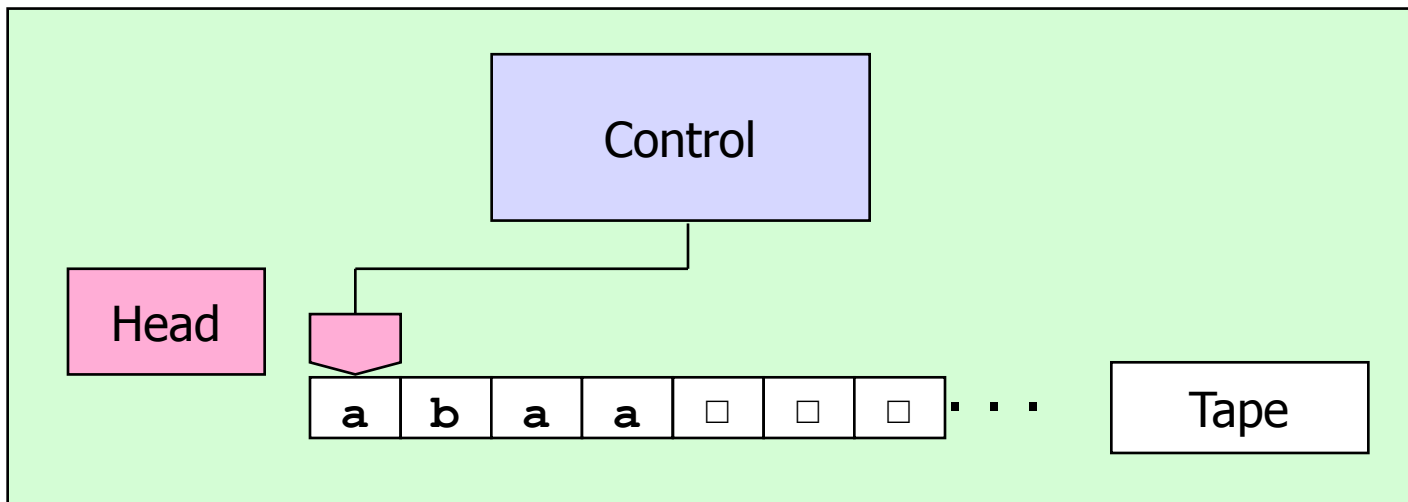 Control
Head
a b a a □ □ □ . . .
Tape